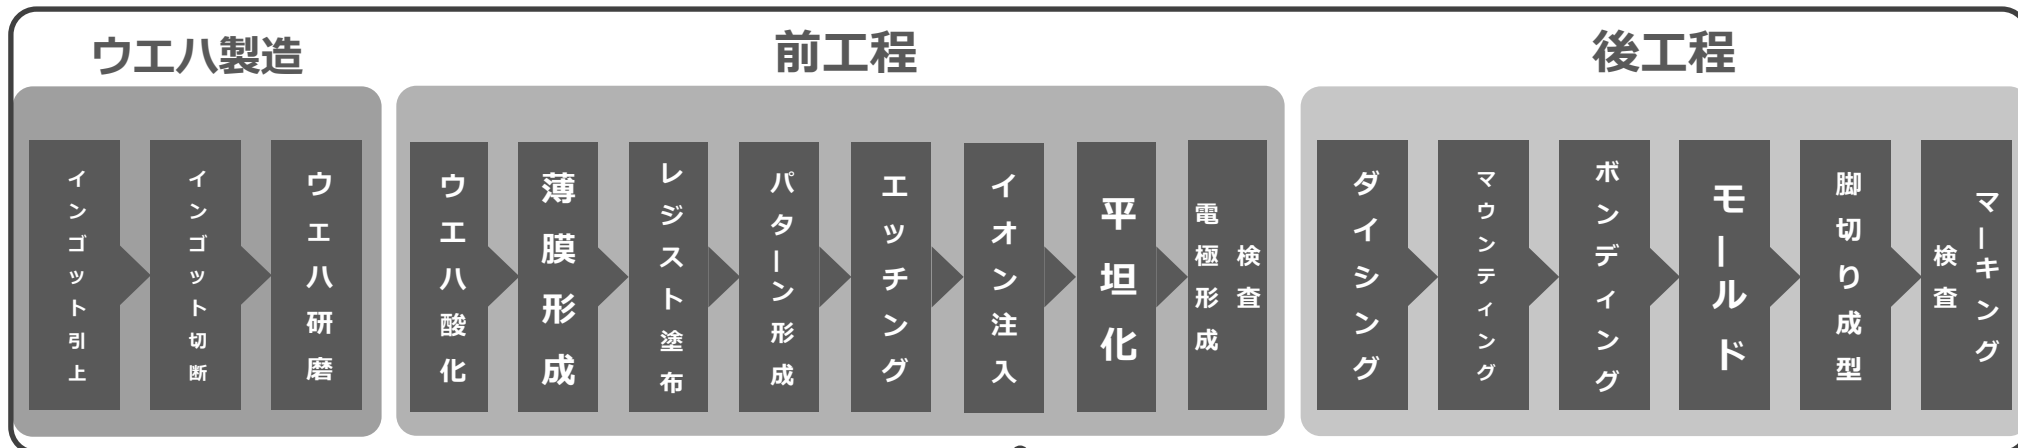 ウエハ製造
インゴット引上
インゴット切断
ウエハ研磨
前工程
ウエハ酸化
薄膜形成
レジスト塗布
パターン形成
エッチング
イオン注入
平坦化
検査
電極形成
後工程
ダイシング
マウンティング
ボンディング
モールド
脚切り成型
マーキング
検査